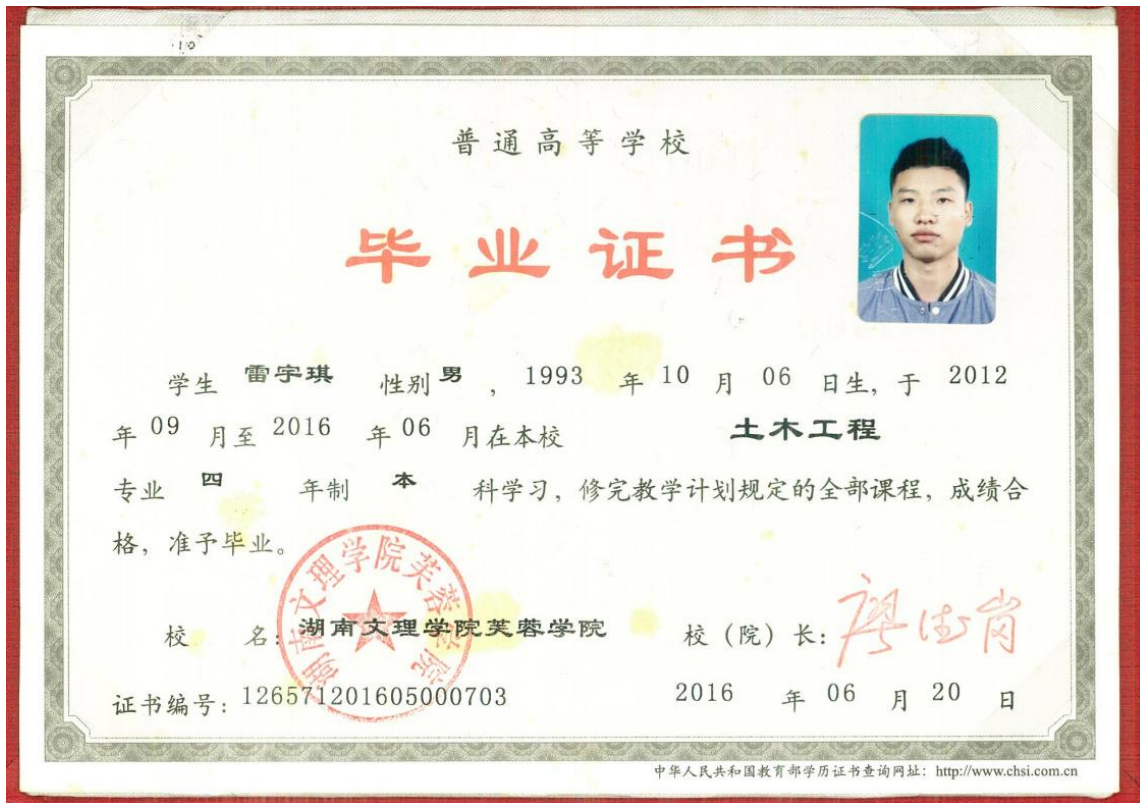 普通高等学校
毕业证书
学生 雷宇琪 性别 男 , 1993 年 10 月 06 日生, 于 2012
年 09 月至 2016 年 06 月在本校 土木工程
专业 四 年制 本 科学习, 修完教学计划规定的全部课程, 成绩合
格, 准予毕业。
湖南文理学院芙蓉学院
校 名: 湖南文理学院芙蓉学院 校(院)长: 廖德岗
证书编号: 126571201605000703 2016 年 06 月 20 日
中华人民共和国教育部学历证书查询网址: http://www.chsi.com.cn